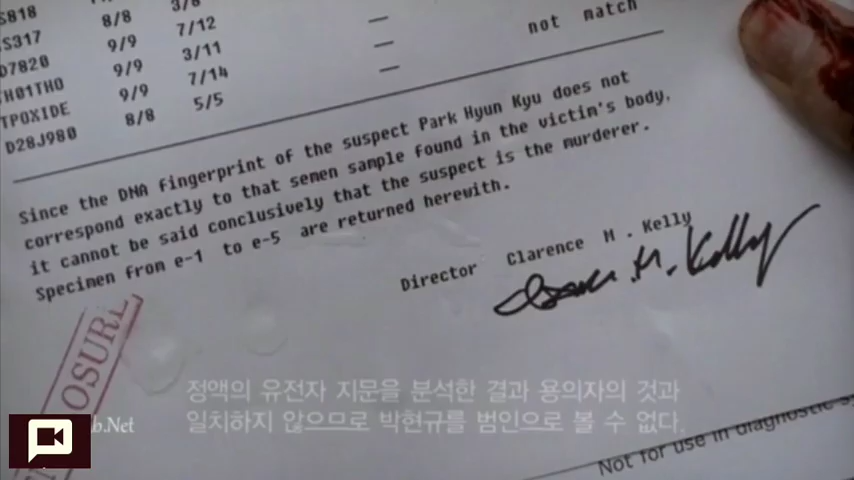 S818 8/8 3/8
S317 9/9 7/12 —
D7820 9/9 3/11 — not match
H01THO 9/9 7/14 —
TPOXIDE 8/8 5/5
D28J980
Since the DNA fingerprint of the suspect Park Hyun Kyu does not
correspond exactly to that semen sample found in the victim's body,
it cannot be said conclusively that the suspect is the murderer.
Specimen from e-1 to e-5 are returned herewith.
Director Clarence M . Kelly
Clarence M. Kelly
OSURE
정액의 유전자 지문을 분석한 결과 용의자의 것과
일치하지 않으므로 박현규를 범인으로 볼 수 없다.
b.Net
Not for use in diagnostic